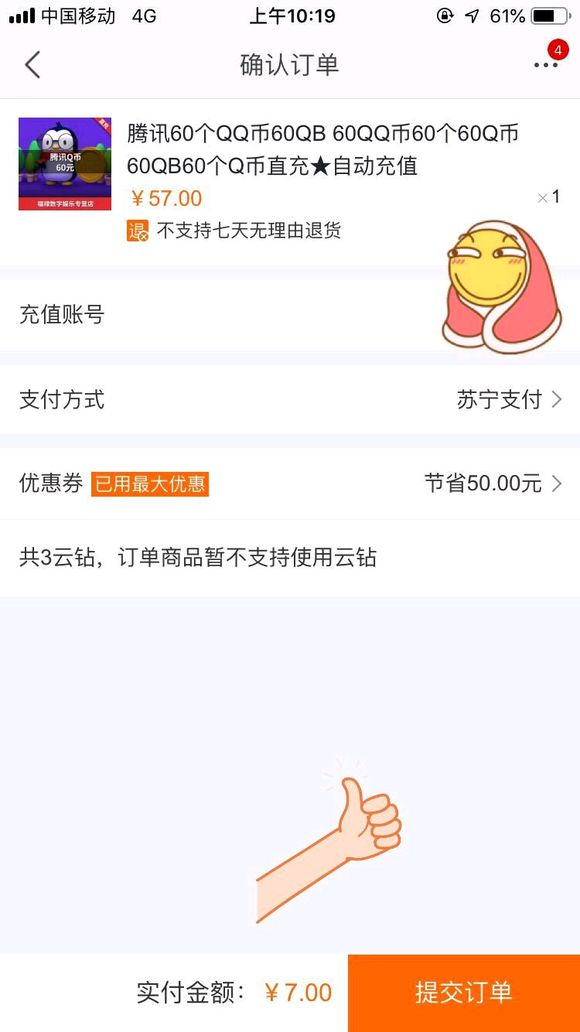 中国移动 4G 上午10:19 61%
确认订单
4
腾讯60个QQ币60QB 60QQ币60个60Q币
60QB60个Q币直充★自动充值
¥57.00
×1
退 不支持七天无理由退货
腾讯Q币
60元
福禄数字娱乐专营店
充值账号
支付方式 苏宁支付
优惠券 已用最大优惠 节省50.00元
共3云钻，订单商品暂不支持使用云钻
实付金额： ¥7.00 提交订单